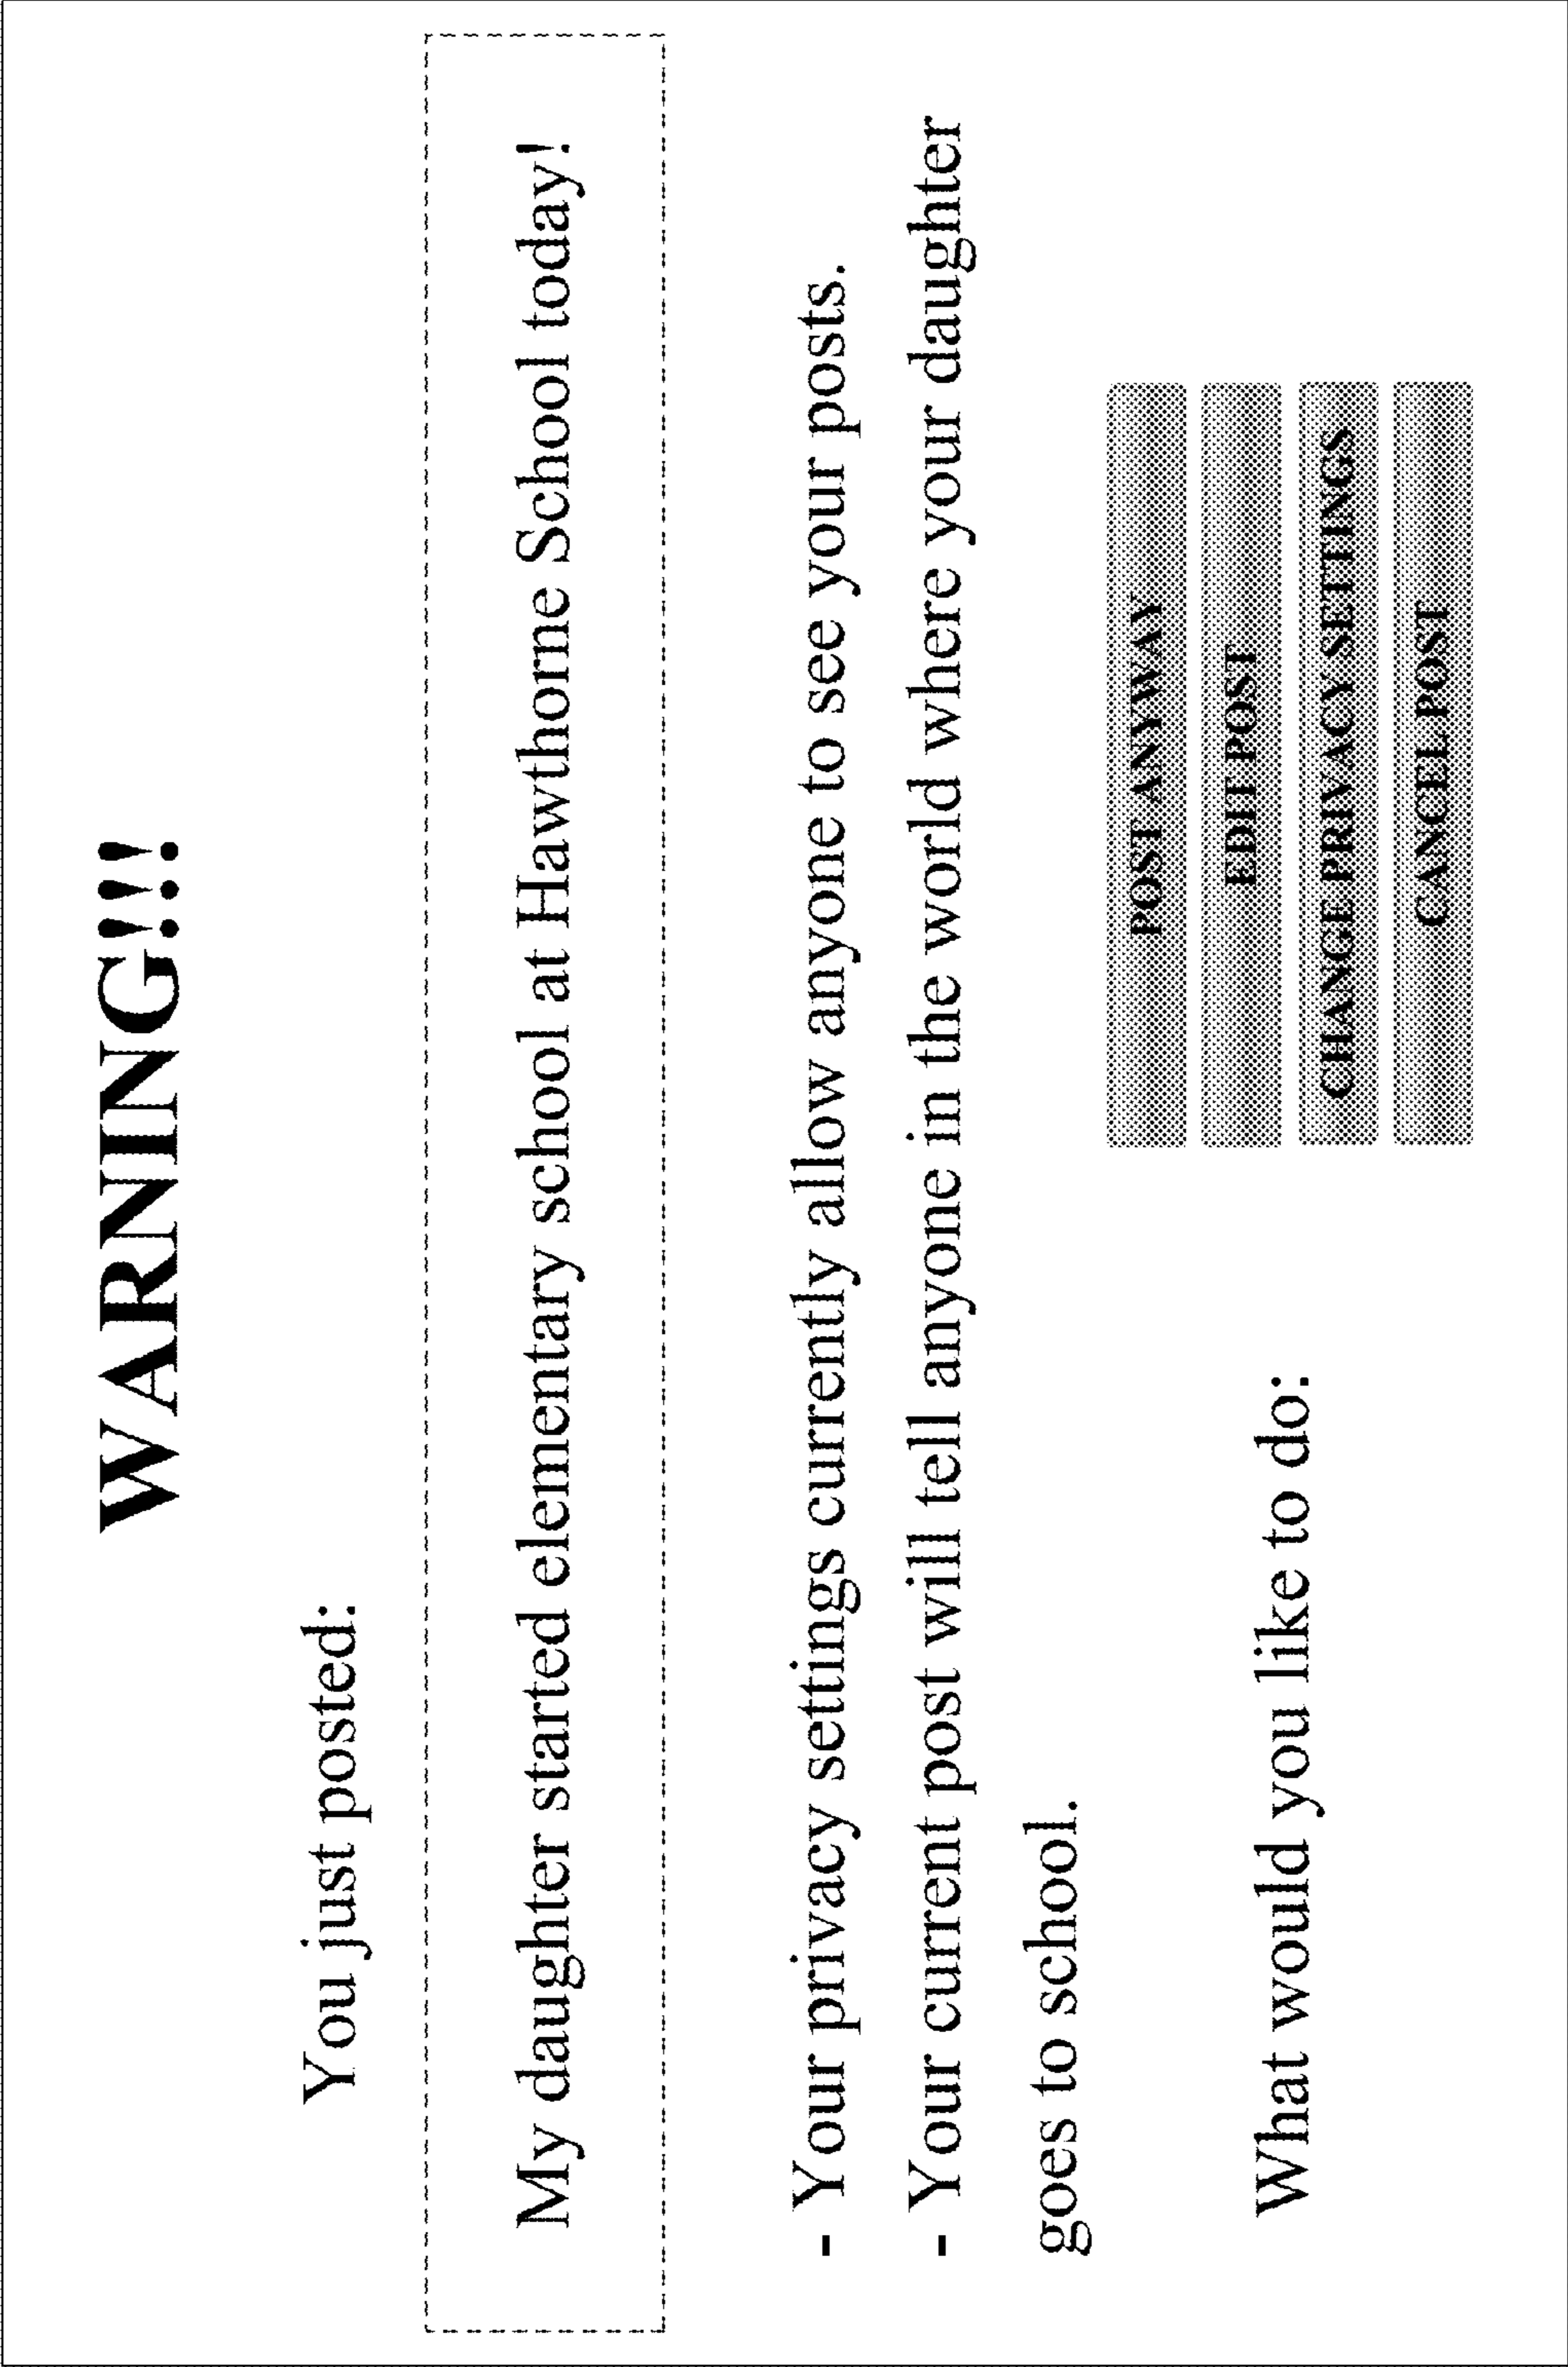 WARNING!!!
You just posted:
My daughter started elementary school at Hawthorne School today!
- Your privacy settings currently allow anyone to see your posts.
- Your current post will tell anyone in the world where your daughter
goes to school.
What would you like to do:
POST ANYWAY
EDIT POST
CHANGE PRIVACY SETTINGS
CANCEL POST